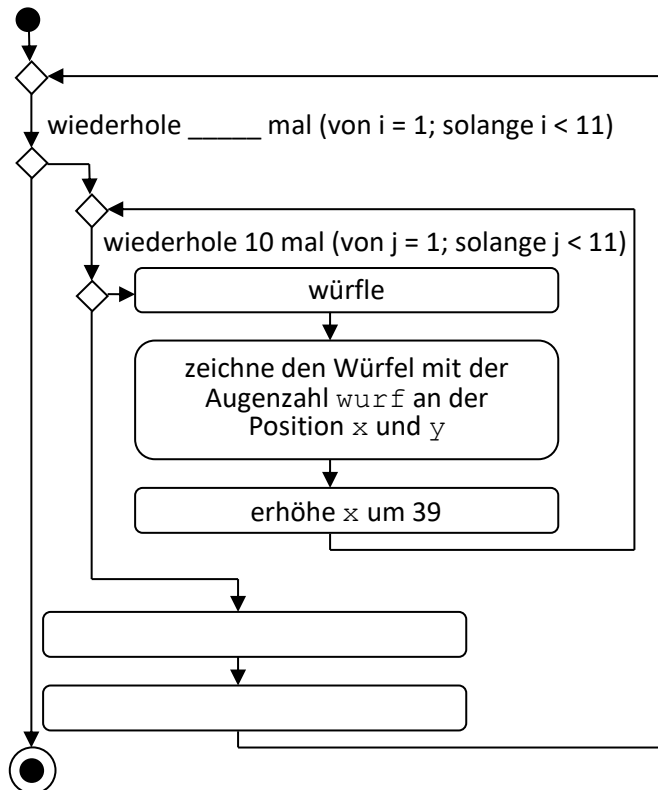 wiederhole _____ mal (von i = 1; solange i < 11)
wiederhole 10 mal (von j = 1; solange j < 11)
würfle
zeichne den Würfel mit der
Augenzahl wurf an der
Position x und y
erhöhe x um 39